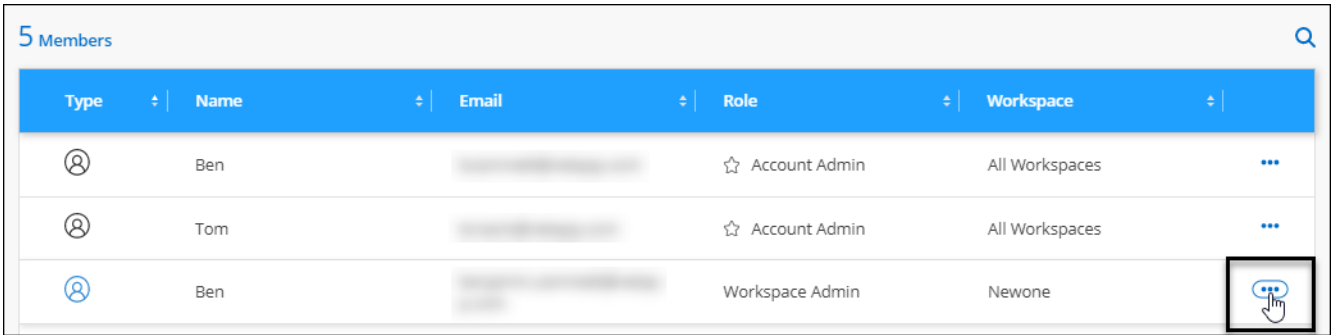 5 Members
Type Name Email Role Workspace
Ben Account Admin All Workspaces
Tom Account Admin All Workspaces
Ben Workspace Admin Newone